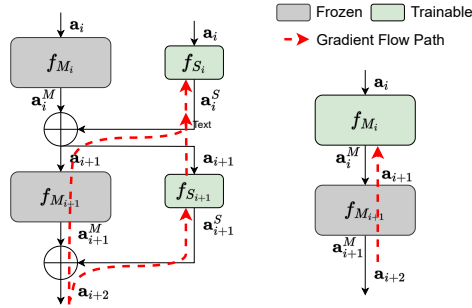 Frozen
Trainable
Gradient Flow Path
a_i
a_i
f_{M_i}
f_{S_i}
a_i^M
a_i^S
Text
a_{i+1}
a_{i+1}
f_{M_{i+1}}
f_{S_{i+1}}
a_{i+1}^M
a_{i+1}^S
a_{i+2}
a_i
f_{M_i}
a_i^M
a_{i+1}
f_{M_{i+1}}
a_{i+1}^M
a_{i+2}